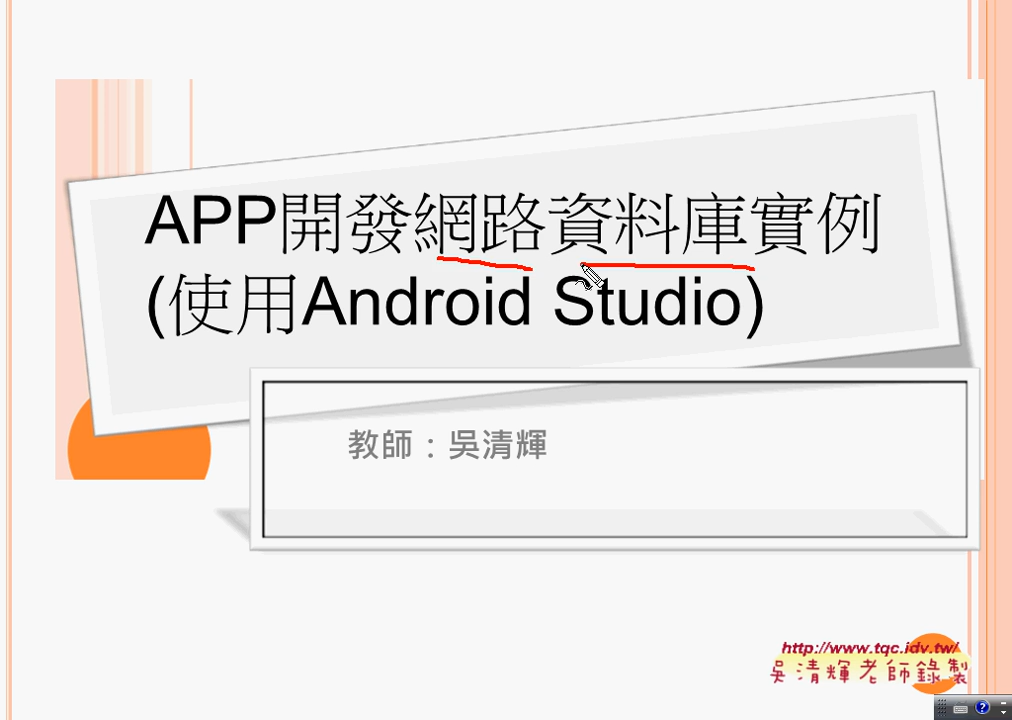 APP開發網路資料庫實例
(使用Android Studio)
教師：吳清輝
http://www.tqc.idv.tw/
吳清輝老師錄製